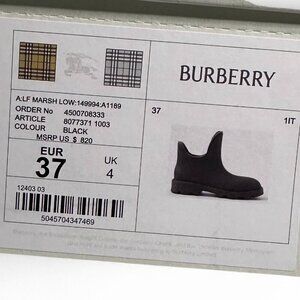 BURBERRY
A:LF MARSH LOW:149994:A1189
ORDER No 4500708333
ARTICLE 8077371 1003
COLOUR BLACK
MSRP US $ 820
EUR
37
UK
4
37
1IT
12403 03
5045704347469